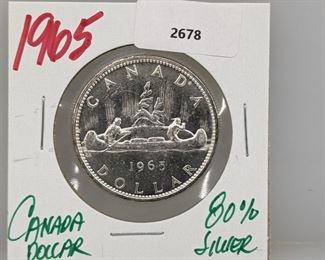 1965
2678
CANADA
1965
DOLLAR
CANADA
DOLLAR
80%
SILVER